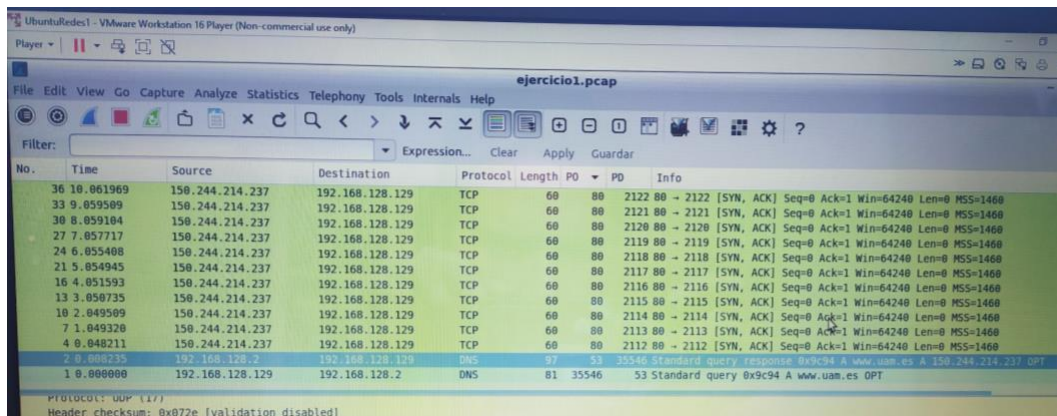 UbuntuRedes1 - VMware Workstation 16 Player (Non-commercial use only)
Player
ejercicio1.pcap
File Edit View Go Capture Analyze Statistics Telephony Tools Internals Help
Filter: Expression... Clear Apply Guardar
No. Time Source Destination Protocol Length PO PD Info
36 10.061969 150.244.214.237 192.168.128.129 TCP 60 80 2122 80 → 2122 [SYN, ACK] Seq=0 Ack=1 Win=64240 Len=0 MSS=1460
33 9.059509 150.244.214.237 192.168.128.129 TCP 60 80 2121 80 → 2121 [SYN, ACK] Seq=0 Ack=1 Win=64240 Len=0 MSS=1460
30 8.059104 150.244.214.237 192.168.128.129 TCP 60 80 2120 80 → 2120 [SYN, ACK] Seq=0 Ack=1 Win=64240 Len=0 MSS=1460
27 7.057717 150.244.214.237 192.168.128.129 TCP 60 80 2119 80 → 2119 [SYN, ACK] Seq=0 Ack=1 Win=64240 Len=0 MSS=1460
24 6.055408 150.244.214.237 192.168.128.129 TCP 60 80 2118 80 → 2118 [SYN, ACK] Seq=0 Ack=1 Win=64240 Len=0 MSS=1460
21 5.054945 150.244.214.237 192.168.128.129 TCP 60 80 2117 80 → 2117 [SYN, ACK] Seq=0 Ack=1 Win=64240 Len=0 MSS=1460
16 4.051593 150.244.214.237 192.168.128.129 TCP 60 80 2116 80 → 2116 [SYN, ACK] Seq=0 Ack=1 Win=64240 Len=0 MSS=1460
13 3.050735 150.244.214.237 192.168.128.129 TCP 60 80 2115 80 → 2115 [SYN, ACK] Seq=0 Ack=1 Win=64240 Len=0 MSS=1460
10 2.049509 150.244.214.237 192.168.128.129 TCP 60 80 2114 80 → 2114 [SYN, ACK] Seq=0 Ack=1 Win=64240 Len=0 MSS=1460
7 1.049320 150.244.214.237 192.168.128.129 TCP 60 80 2113 80 → 2113 [SYN, ACK] Seq=0 Ack=1 Win=64240 Len=0 MSS=1460
4 0.048211 150.244.214.237 192.168.128.129 TCP 60 80 2112 80 → 2112 [SYN, ACK] Seq=0 Ack=1 Win=64240 Len=0 MSS=1460
2 0.008235 192.168.128.2 192.168.128.129 DNS 97 53 35546 Standard query response 0x9c94 A www.uam.es A 150.244.214.237 OPT
1 0.000000 192.168.128.129 192.168.128.2 DNS 81 35546 53 Standard query 0x9c94 A www.uam.es OPT
Protocol: UDP (17)
Header checksum: 0x072e [validation disabled]